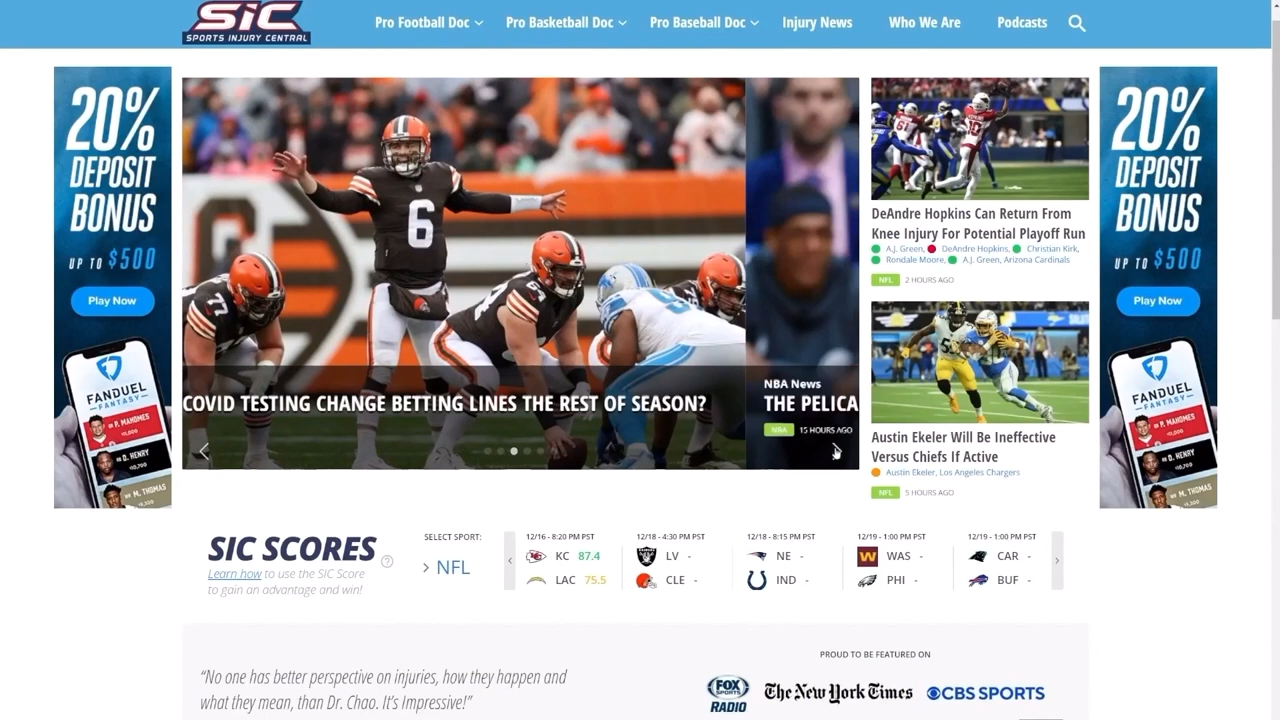 SIC
SPORTS INJURY CENTRAL
Pro Football Doc
Pro Basketball Doc
Pro Baseball Doc
Injury News
Who We Are
Podcasts
20%
DEPOSIT
BONUS
UP TO $500
Play Now
FANDUEL
FANTASY
P. MAHOMES
D. HENRY
M. THOMAS
6
77
COVID TESTING CHANGE BETTING LINES THE REST OF SEASON?
NBA News
THE PELICA
NBA 15 HOURS AGO
61
10
DeAndre Hopkins Can Return From
Knee Injury For Potential Playoff Run
A.J. Green, DeAndre Hopkins, Christian Kirk,
Rondale Moore, A.J. Green, Arizona Cardinals
NFL 2 HOURS AGO
Austin Ekeler Will Be Ineffective
Versus Chiefs If Active
Austin Ekeler, Los Angeles Chargers
NFL 5 HOURS AGO
20%
DEPOSIT
BONUS
UP TO $500
Play Now
FANDUEL
FANTASY
P. MAHOMES
D. HENRY
M. THOMAS
SIC SCORES
Learn how to use the SIC Score
to gain an advantage and win!
SELECT SPORT:
NFL
12/16 - 8:20 PM PST
KC 87.4
LAC 75.5
12/18 - 4:30 PM PST
LV -
CLE -
12/18 - 8:15 PM PST
NE -
IND -
12/19 - 1:00 PM PST
WAS -
PHI -
12/19 - 1:00 PM PST
CAR -
BUF -
“No one has better perspective on injuries, how they happen and
what they mean, than Dr. Chao. It’s Impressive!”
PROUD TO BE FEATURED ON
FOX
SPORTS
RADIO
The New York Times
CBS SPORTS